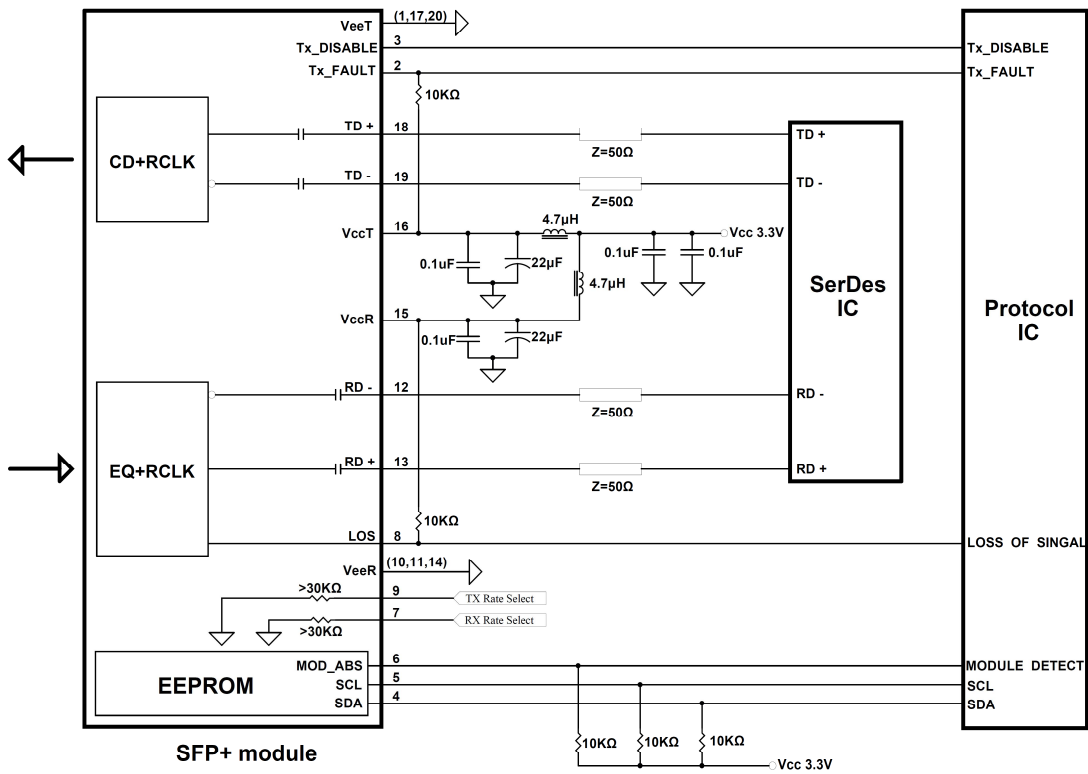 VeeT
(1,17,20)
Tx_DISABLE
3
Tx_DISABLE
Tx_FAULT
2
Tx_FAULT
10KΩ
CD+RCLK
TD +
18
Z=50Ω
TD +
TD -
19
Z=50Ω
TD -
4.7µH
VccT
16
Vcc 3.3V
0.1uF
22µF
0.1uF
0.1uF
4.7µH
SerDes
IC
Protocol
IC
VccR
15
0.1uF
22µF
EQ+RCLK
RD -
12
Z=50Ω
RD -
RD +
13
Z=50Ω
RD +
10KΩ
LOS
8
LOSS OF SINGAL
VeeR
(10,11,14)
>30KΩ
9
TX Rate Select
7
RX Rate Select
>30KΩ
EEPROM
MOD_ABS
6
MODULE DETECT
SCL
5
SCL
SDA
4
SDA
10KΩ
10KΩ
10KΩ
Vcc 3.3V
SFP+ module